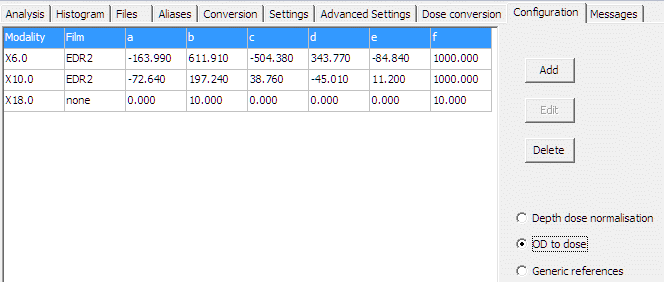 Analysis Histogram Files Aliases Conversion Settings Advanced Settings Dose conversion Configuration Messages
Modality Film a b c d e f
X6.0 EDR2 -163.990 611.910 -504.380 343.770 -84.840 1000.000
X10.0 EDR2 -72.640 197.240 38.760 -45.010 11.200 1000.000
X18.0 none 0.000 10.000 0.000 0.000 0.000 10.000
Add
Edit
Delete
Depth dose normalisation
OD to dose
Generic references